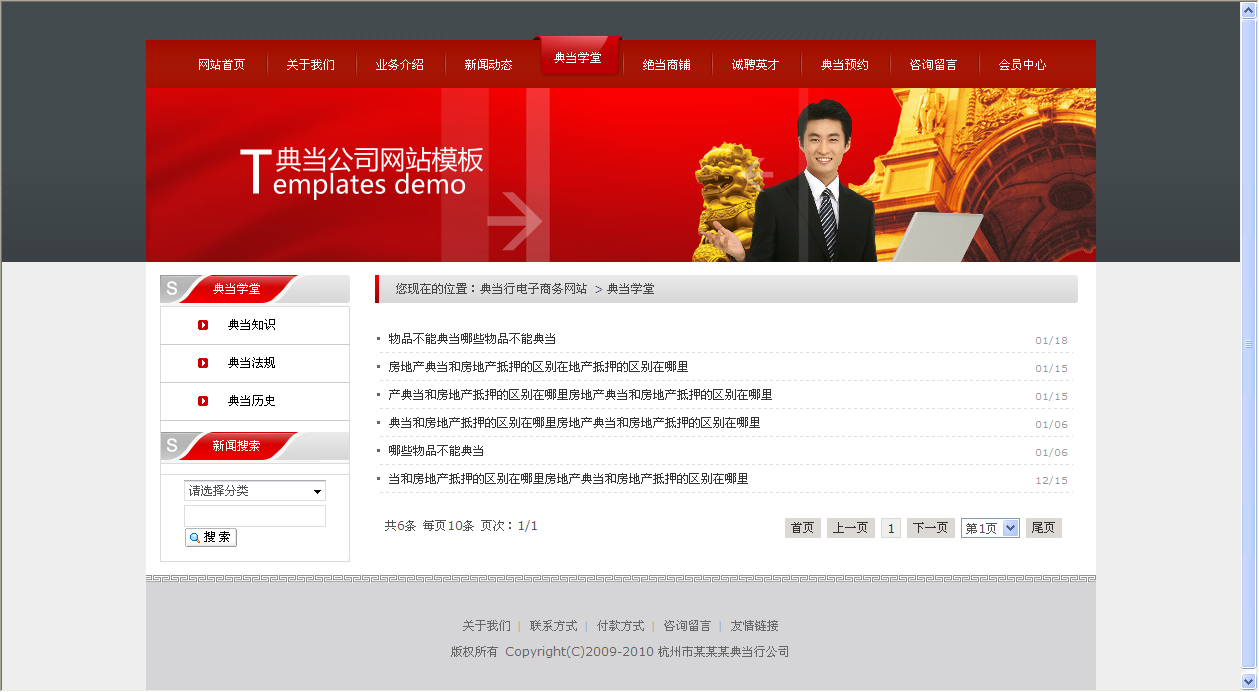 网站首页 关于我们 业务介绍 新闻动态 典当学堂 绝当商铺 诚聘英才 典当预约 咨询留言 会员中心
典当公司网站模板
Templates demo
S 典当学堂
典当知识
典当法规
典当历史
S 新闻搜索
请选择分类
搜 索
您现在的位置：典当行电子商务网站 > 典当学堂
物品不能典当哪些物品不能典当 01/18
房地产典当和房地产抵押的区别在地产抵押的区别在哪里 01/15
产典当和房地产抵押的区别在哪里房地产典当和房地产抵押的区别在哪里 01/15
典当和房地产抵押的区别在哪里房地产典当和房地产抵押的区别在哪里 01/06
哪些物品不能典当 01/06
当和房地产抵押的区别在哪里房地产典当和房地产抵押的区别在哪里 12/15
共6条 每页10条 页次：1/1 首页 上一页 1 下一页 第1页 尾页
关于我们 | 联系方式 | 付款方式 | 咨询留言 | 友情链接
版权所有 Copyright(C)2009-2010 杭州市某某某典当行公司